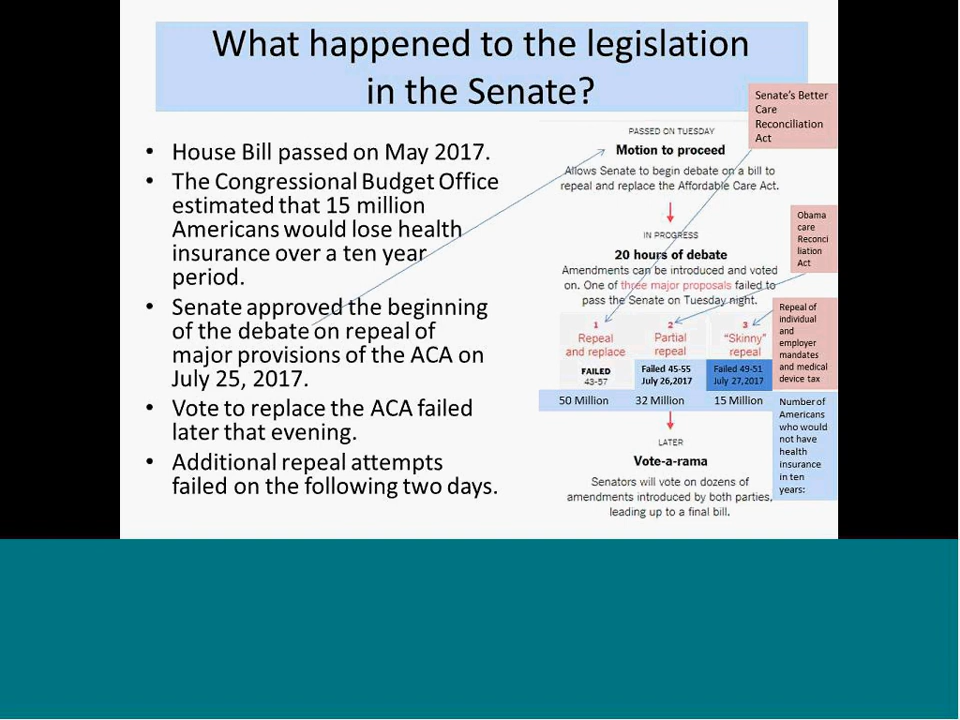 What happened to the legislation
in the Senate?
• House Bill passed on May 2017.
• The Congressional Budget Office
estimated that 15 million
Americans would lose health
insurance over a ten year
period.
• Senate approved the beginning
of the debate on repeal of
major provisions of the ACA on
July 25, 2017.
• Vote to replace the ACA failed
later that evening.
• Additional repeal attempts
failed on the following two days.
Senate's Better
Care
Reconciliation
Act
PASSED ON TUESDAY
Motion to proceed
Allows Senate to begin debate on a bill to
repeal and replace the Affordable Care Act.
Obama
care
Reconci
liation
Act
IN PROGRESS
20 hours of debate
Amendments can be introduced and voted
on. One of three major proposals failed to
pass the Senate on Tuesday night.
1
Repeal
and replace
FAILED
43-57
50 Million
2
Partial
repeal
Failed 45-55
July 26,2017
32 Million
3
"Skinny"
repeal
Failed 49-51
July 27,2017
15 Million
Repeal of
individual
and
employer
mandates
and medical
device tax
Number of
Americans
who would
not have
health
insurance
in ten
years:
LATER
Vote-a-rama
Senators will vote on dozens of
amendments introduced by both parties,
leading up to a final bill.